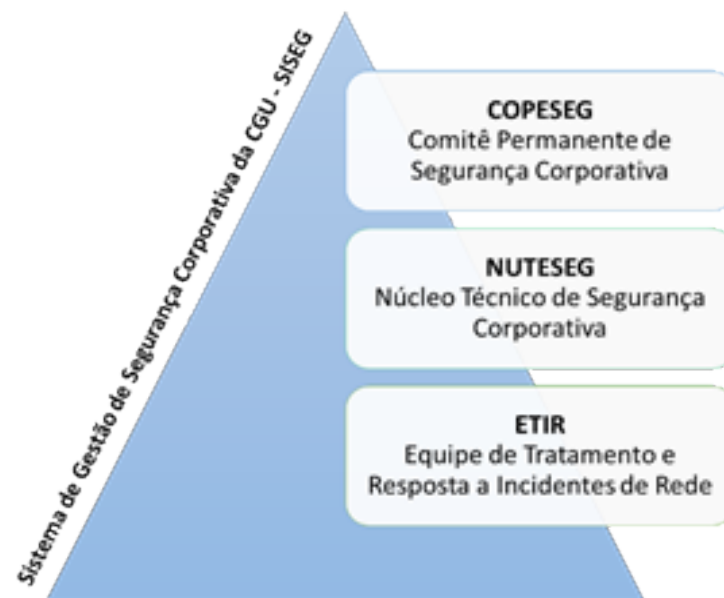 Sistema de Gestão de Segurança Corporativa da CGU - SISEG
COPESEG
Comitê Permanente de
Segurança Corporativa
NUTESEG
Núcleo Técnico de Segurança
Corporativa
ETIR
Equipe de Tratamento e
Resposta a Incidentes de Rede